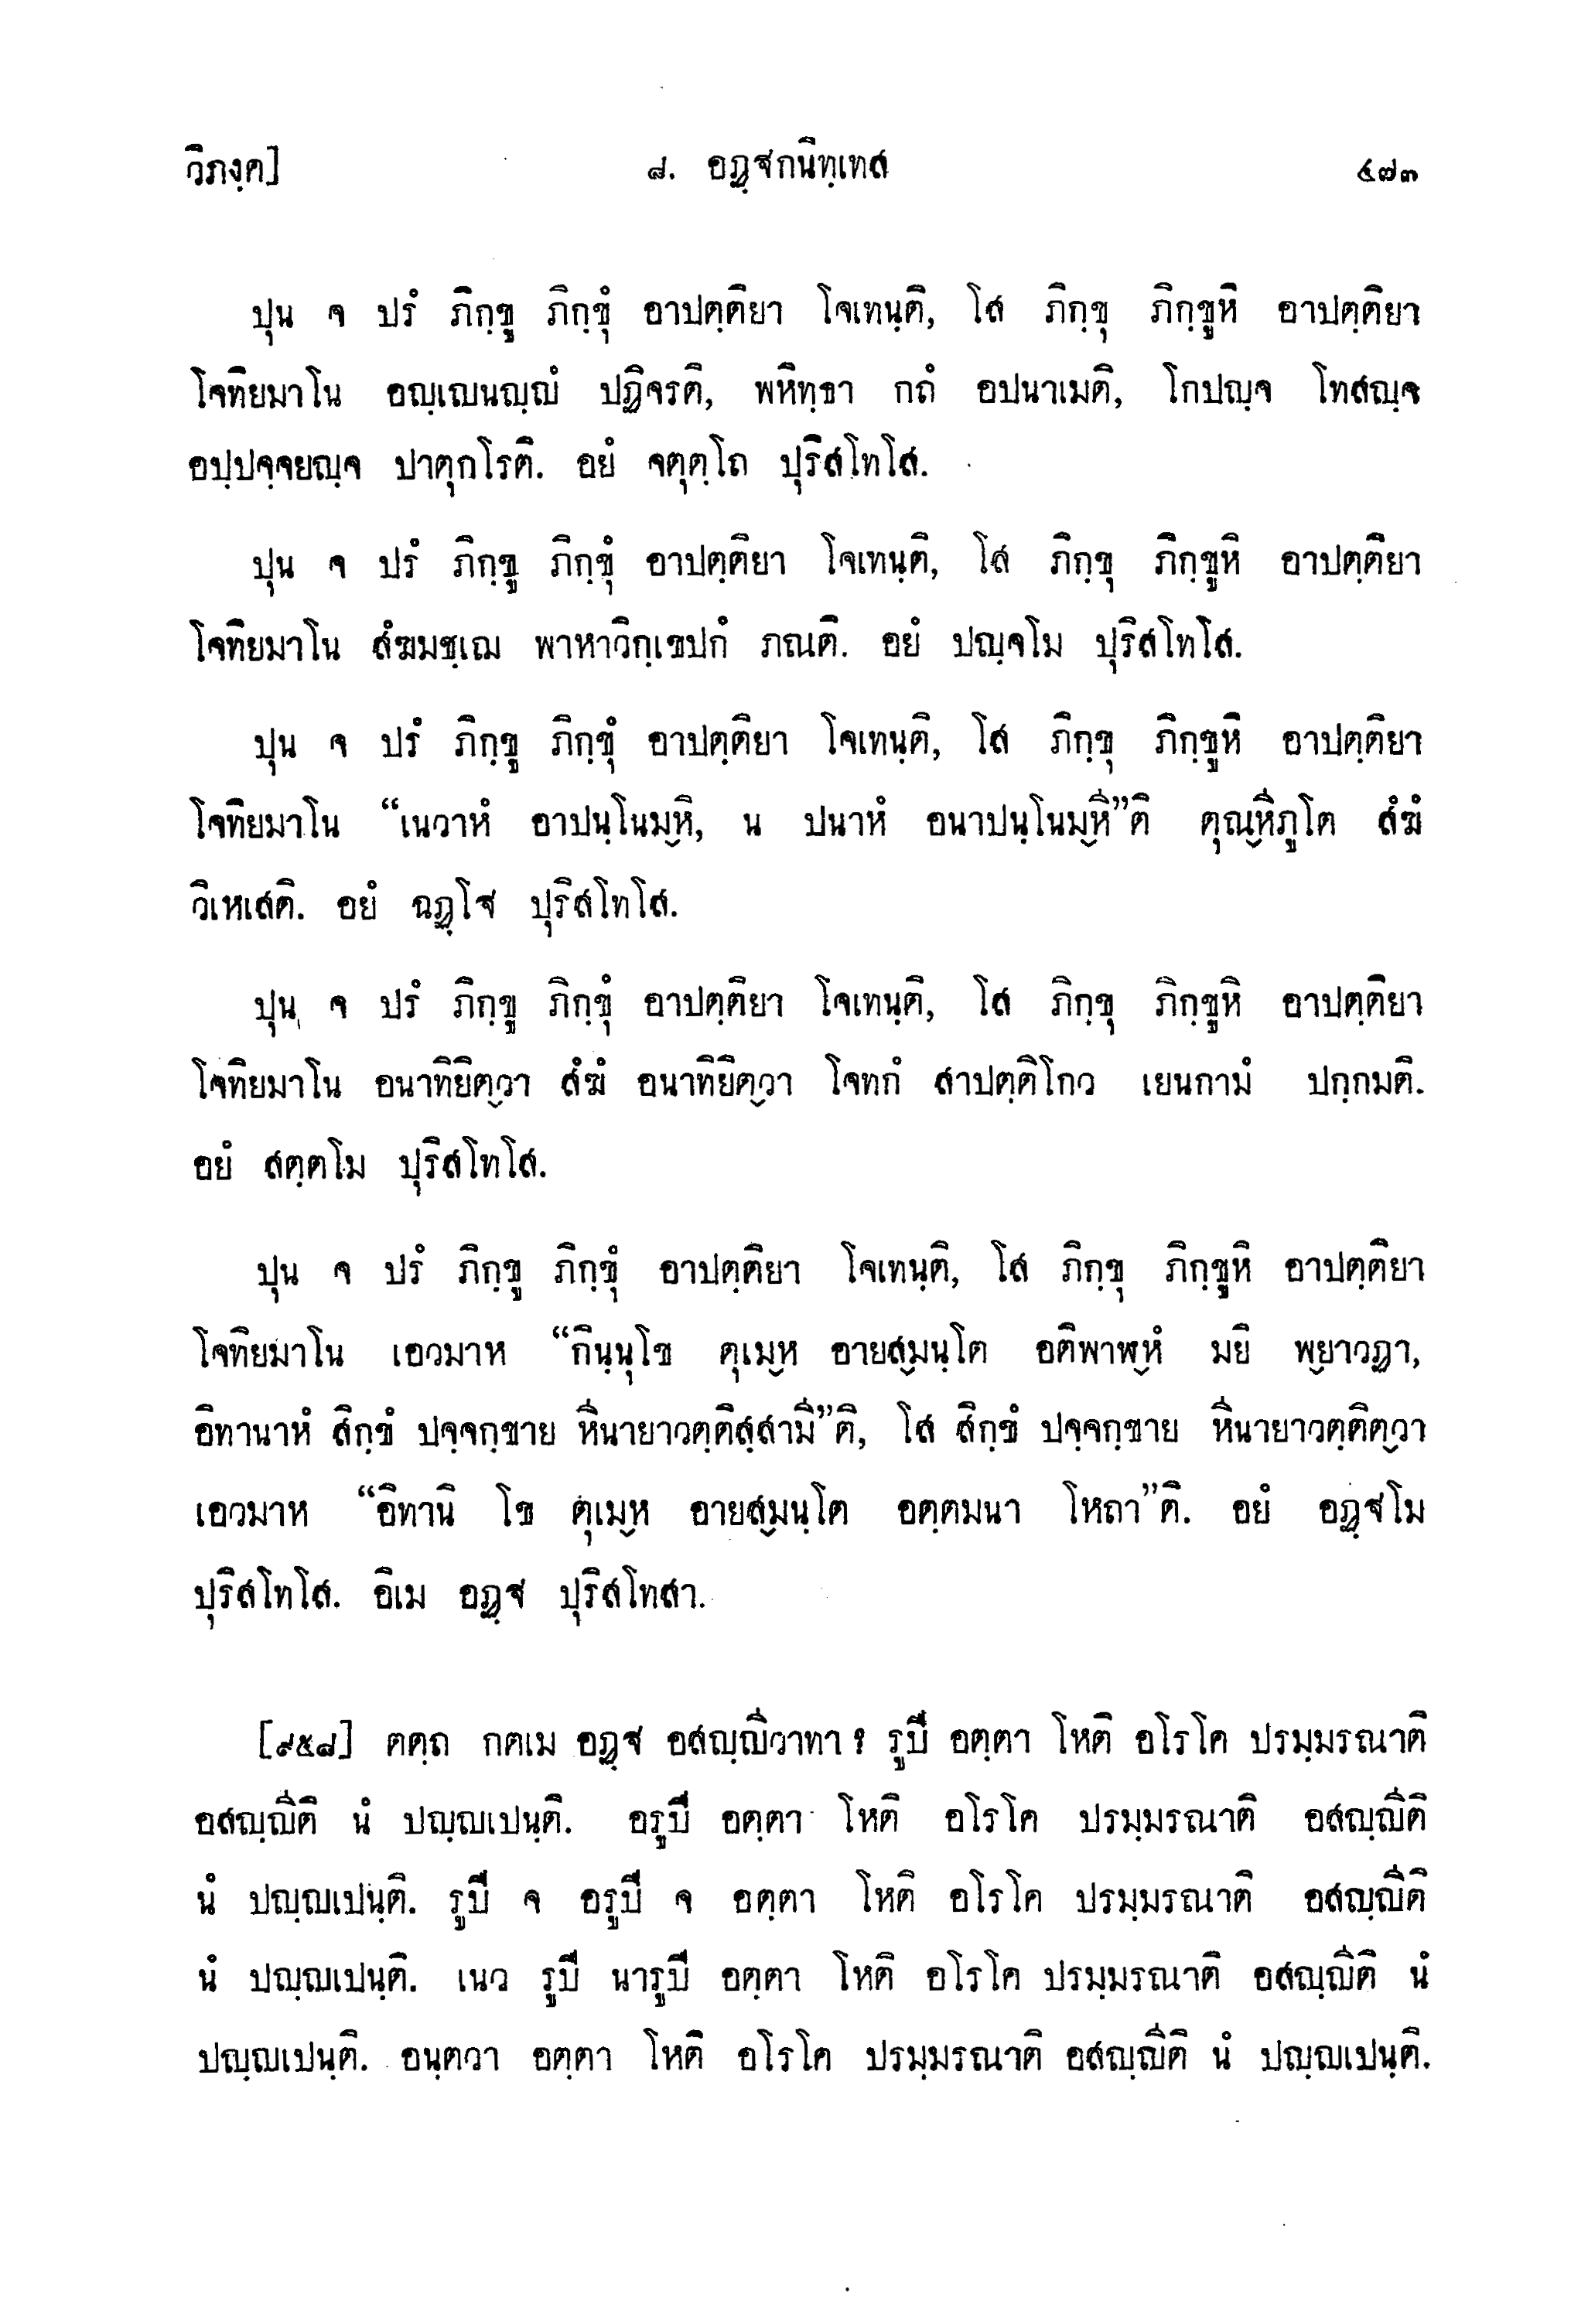 วิภงฺค] ๘. อฏฺฐกนิทฺเทส ๔๗๓
ปุน จ ปรํ ภิกฺขู ภิกฺขุํ อาปตฺติยา โจเทนฺติ, โส ภิกฺขุ ภิกฺขูหิ อาปตฺติยา
โจทิยมาโน อญฺเญนญฺญํ ปฏิจรติ, พหิทฺธา กถํ อปนาเมติ, โกปญฺจ โทสญฺจ
อปฺปจฺจยญฺจ ปาตุกโรติ. อยํ จตุตฺโถ ปุริสโทโส.
ปุน จ ปรํ ภิกฺขู ภิกฺขุํ อาปตฺติยา โจเทนฺติ, โส ภิกฺขุ ภิกฺขูหิ อาปตฺติยา
โจทิยมาโน สํฆมชฺเฌ พาหาวิกฺเขปกํ ภณติ. อยํ ปญฺจโม ปุริสโทโส.
ปุน จ ปรํ ภิกฺขู ภิกฺขุํ อาปตฺติยา โจเทนฺติ, โส ภิกฺขุ ภิกฺขูหิ อาปตฺติยา
โจทิยมาโน “เนวาหํ อาปนฺโนมฺหิ, น ปนาหํ อนาปนฺโนมฺหี”ติ ตุณฺหีภูโต สํฆํ
วิเหเสติ. อยํ ฉฏฺโฐ ปุริสโทโส.
ปุน จ ปรํ ภิกฺขู ภิกฺขุํ อาปตฺติยา โจเทนฺติ, โส ภิกฺขุ ภิกฺขูหิ อาปตฺติยา
โจทิยมาโน อนาทิยิตฺวา สํฆํ อนาทิยิตฺวา โจทกํ สาปตฺติโกว เยนกามํ ปกฺกมติ.
อยํ สตฺตโม ปุริสโทโส.
ปุน จ ปรํ ภิกฺขู ภิกฺขุํ อาปตฺติยา โจเทนฺติ, โส ภิกฺขุ ภิกฺขูหิ อาปตฺติยา
โจทิยมาโน เอวมาห “กินฺนุโข ตุเมฺห อายสฺมนฺโต อติพาฬฺหํ มยิ พฺยาวฏา,
อิทานาหํ สิกฺขํ ปจฺจกฺขาย หีนายาวตฺติสฺสามี”ติ, โส สิกฺขํ ปจฺจกฺขาย หีนายาวตฺติตฺวา
เอวมาห “อิทานิ โข ตุเมฺห อายสฺมนฺโต อตฺตมนา โหถา”ติ. อยํ อฏฺฐโม
ปุริสโทโส. อิเม อฏฺฐ ปุริสโทสา.
[๙๕๘] ตตฺถ กตเม อฏฺฐ อสญฺญีวาทา ? รูปี อตฺตา โหติ อโรโค ปรมฺมรณาติ
อสญฺญีติ นํ ปญฺญเปนฺติ. อรูปี อตฺตา โหติ อโรโค ปรมฺมรณาติ อสญฺญีติ
นํ ปญฺญเปนฺติ. รูปี จ อรูปี จ อตฺตา โหติ อโรโค ปรมฺมรณาติ อสญฺญีติ
นํ ปญฺญเปนฺติ. เนว รูปี นารูปี อตฺตา โหติ อโรโค ปรมฺมรณาติ อสญฺญีติ นํ
ปญฺญเปนฺติ. อนฺตวา อตฺตา โหติ อโรโค ปรมฺมรณาติ อสญฺญีติ นํ ปญฺญเปนฺติ.